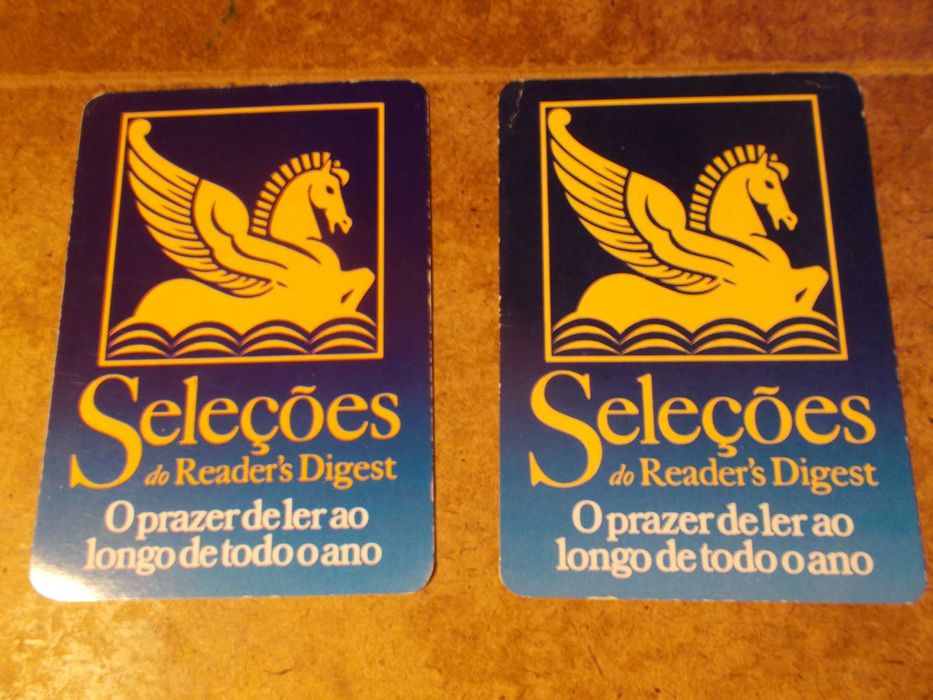 Seleções
do Reader's Digest
O prazer de ler ao
longo de todo o ano
Seleções
do Reader's Digest
O prazer de ler ao
longo de todo o ano